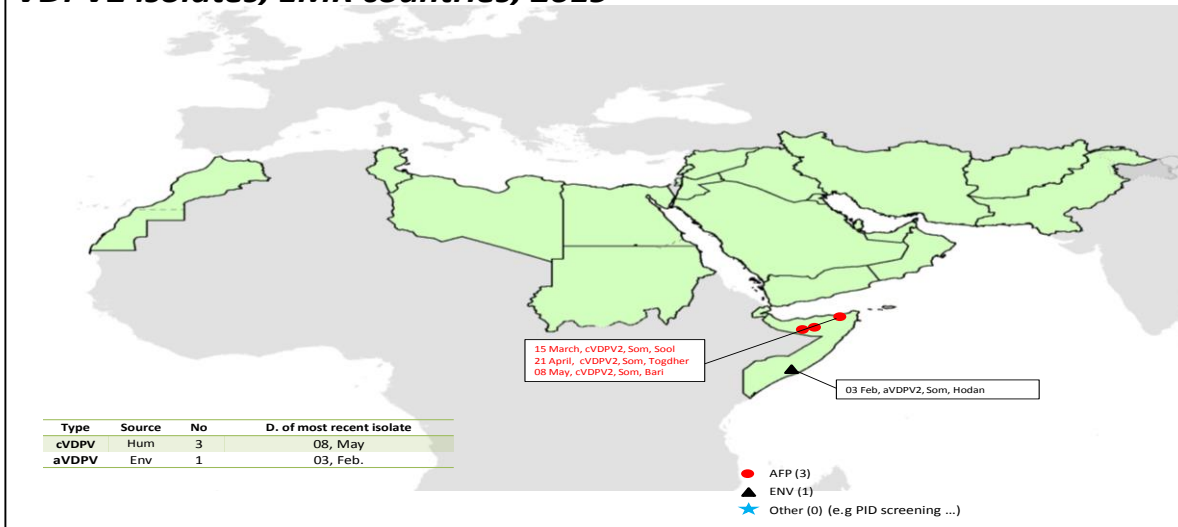 VDPV2 isolates, EMR countries, 2019
15 March, cVDPV2, Som, Sool
21 April, cVDPV2, Som, Togdher
08 May, cVDPV2, Som, Bari
03 Feb, aVDPV2, Som, Hodan
Type Source No D. of most recent isolate
cVDPV Hum 3 08, May
aVDPV Env 1 03, Feb.
AFP (3)
ENV (1)
Other (0) (e.g PID screening ...)